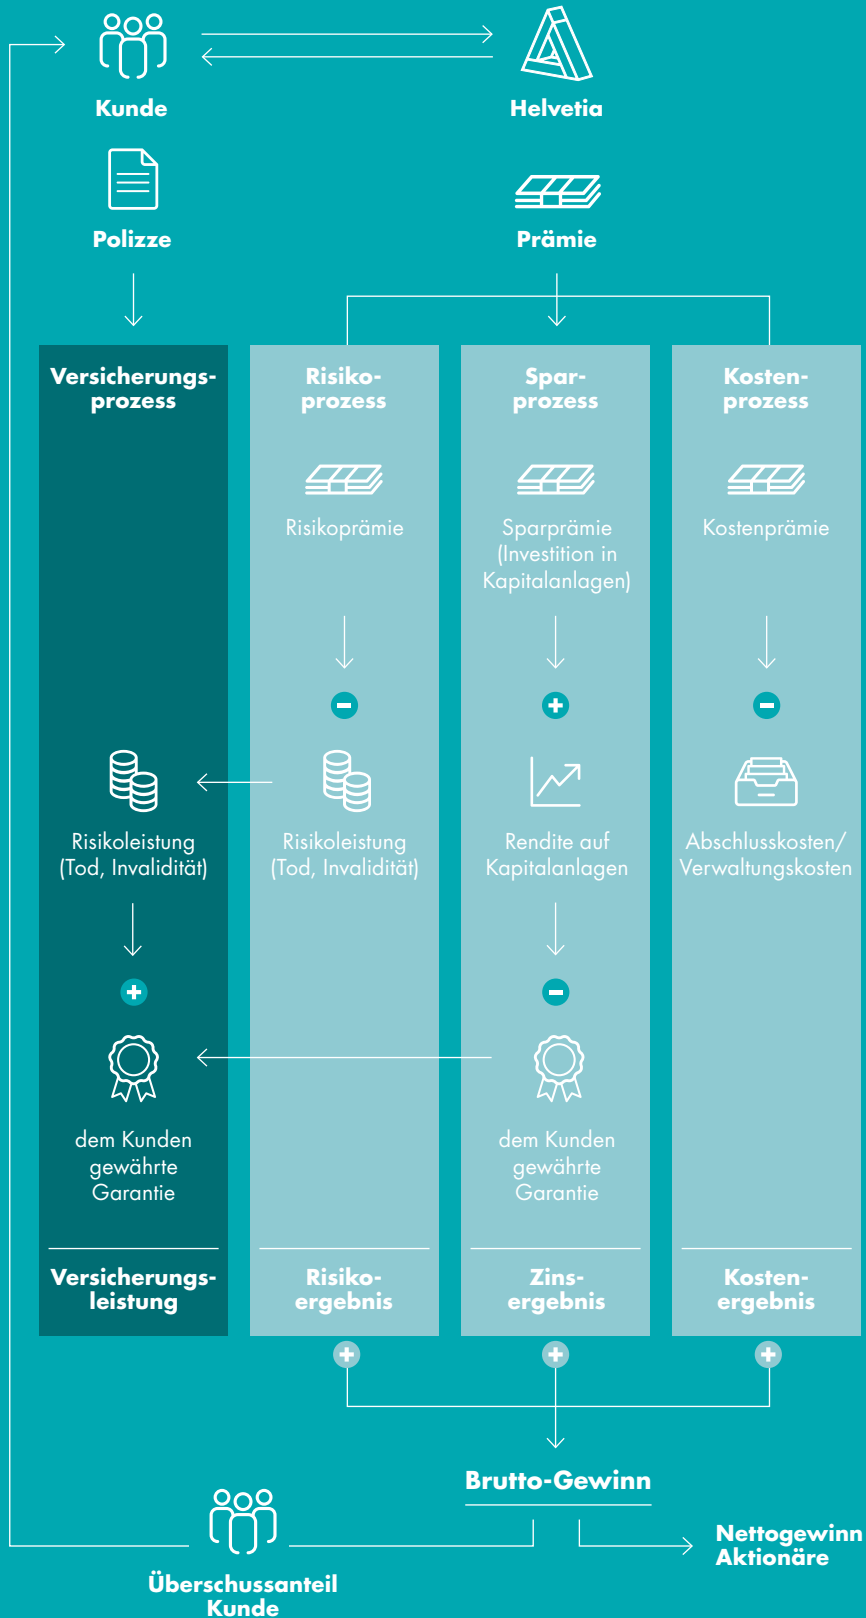 Kunde
Helvetia
Polizze
Prämie
Versicherungs-
prozess
Risiko-
prozess
Spar-
prozess
Kosten-
prozess
Risikoprämie
Sparprämie
(Investition in
Kapitalanlagen)
Kostenprämie
Risikoleistung
(Tod, Invalidität)
Risikoleistung
(Tod, Invalidität)
Rendite auf
Kapitalanlagen
Abschlusskosten/
Verwaltungskosten
dem Kunden
gewährte
Garantie
dem Kunden
gewährte
Garantie
Versicherungs-
leistung
Risiko-
ergebnis
Zins-
ergebnis
Kosten-
ergebnis
Brutto-Gewinn
Nettogewinn
Aktionäre
Überschussanteil
Kunde